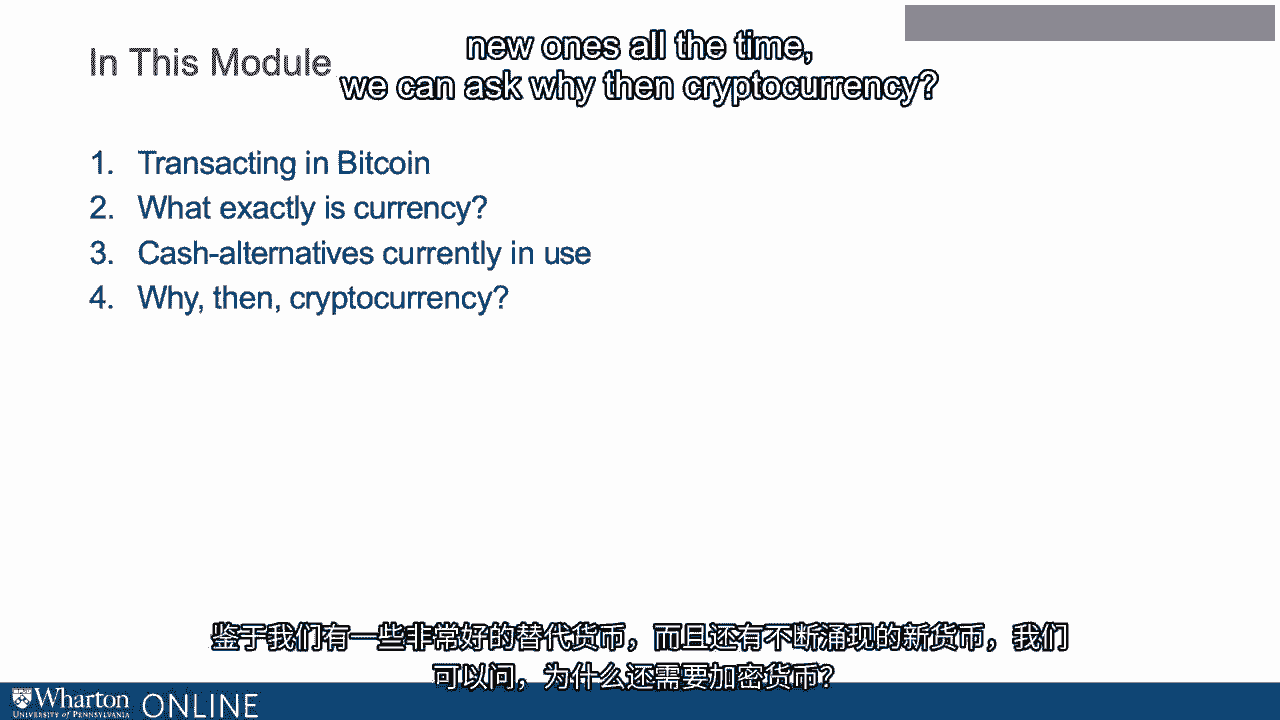 In This Module
new ones all the time,
we can ask why then cryptocurrency?
1. Transacting in Bitcoin
2. What exactly is currency?
3. Cash-alternatives currently in use
4. Why, then, cryptocurrency?
鉴于我们有一些非常好的替代货币，而且还有不断涌现的新货币，我们
可以问，为什么还需要加密货币？
Wharton ONLINE
UNIVERSITY of PENNSYLVANIA